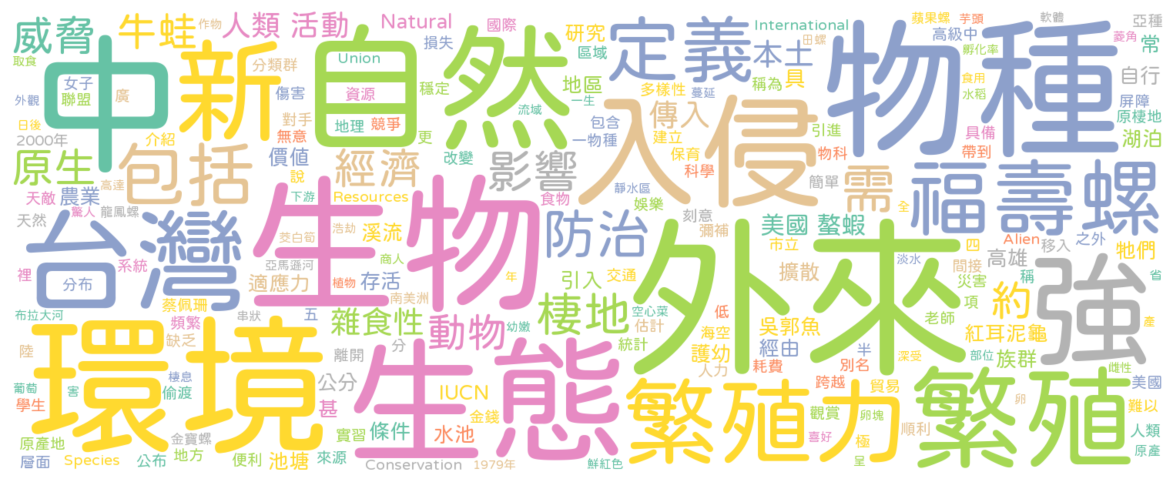 威脅
取食
牛蛙
作物
人類 活動
Natural
國際
損失
研究
區域
定義
International
本土
蘋果螺
高級中
芋頭
軟體
菱角
亞種
常
中
新
自然
物種
女子
聯盟
外觀
廣
分類群
Union
傷害
資源
穩定
地理
競爭
對手
無意
更
流域
一生
地區
多樣性
蔓延
稱為
具
田螺
孵化率
食用
水稻
自行
屏障
原棲地
日後
2000年
介紹
原生
包括
價值
說
經濟
改變
影響
包含
一物種
傳入
建立
保育
科學
引進
物科
簡單
具備
帶到
湖泊
入侵
需
福壽螺
天敵
農業
高達
驚人
龍鳳螺
天然
下游
Resources
食物
靜水區
娛樂
刻意
彌補
全
台灣
生物
防治
美國 螯蝦
外來
強
裡
分布
系統
茭白筍
浩劫
溪流
亞馬遜河
商人
植物
適應力
存活
年
南美洲
引入
交通
擴散
市立
淡水
四
間接
災害
項
Alien
移入
高雄
稱
之外
牠們
省
布拉大河
蔡佩珊
頻繁
串狀
五
雜食性
動物
幼嫩
棲地
空心菜
估計
統計
低
海空
護幼
吳郭魚
經由
老師
約
紅耳泥龜
產
陸
缺乏
離開
分
半
深受
部位
族群
雌性
環境
生態
葡萄
害
棲息
偷渡
學生
公分
甚
IUCN
人力
耗費
跨越
別名
貿易
美國
難以
繁殖力
繁殖
金錢
觀賞
卵塊
卵
原產地
金寶螺
實習
條件
水池
喜好
極
順利
人類
原產
層面
Species
公布
地方
便利
池塘
來源
Conservation
1979年
鮮紅色
呈